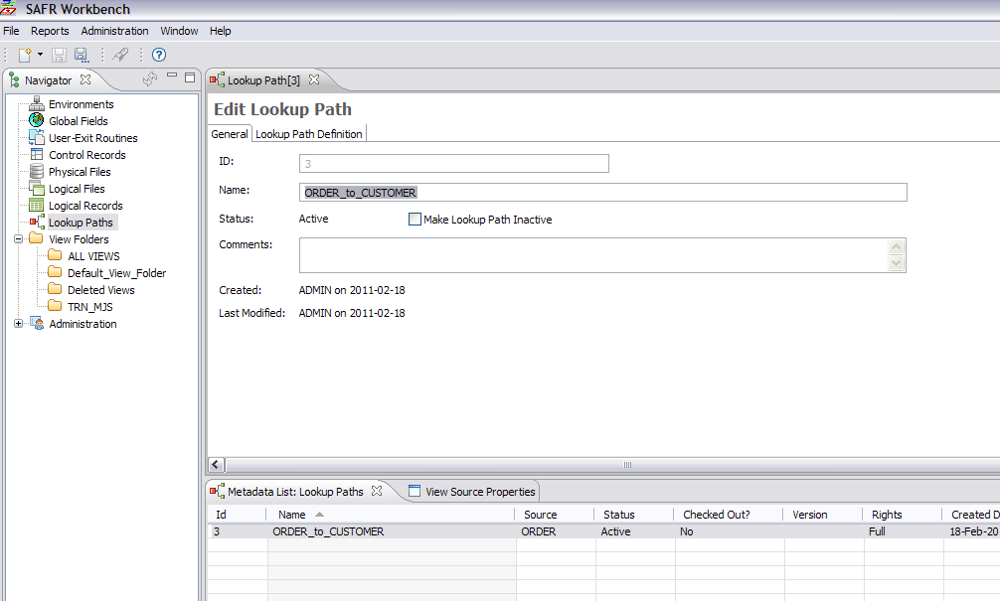 SAFR Workbench
File Reports Administration Window Help
Navigator
Environments
Global Fields
User-Exit Routines
Control Records
Physical Files
Logical Files
Logical Records
Lookup Paths
View Folders
ALL VIEWS
Default_View_Folder
Deleted Views
TRN_MJS
Administration
Lookup Path[3]
Edit Lookup Path
General Lookup Path Definition
ID: 3
Name: ORDER_to_CUSTOMER
Status: Active Make Lookup Path Inactive
Comments:
Created: ADMIN on 2011-02-18
Last Modified: ADMIN on 2011-02-18
Metadata List: Lookup Paths View Source Properties
Id Name Source Status Checked Out? Version Rights Created D
3 ORDER_to_CUSTOMER ORDER Active No Full 18-Feb-20